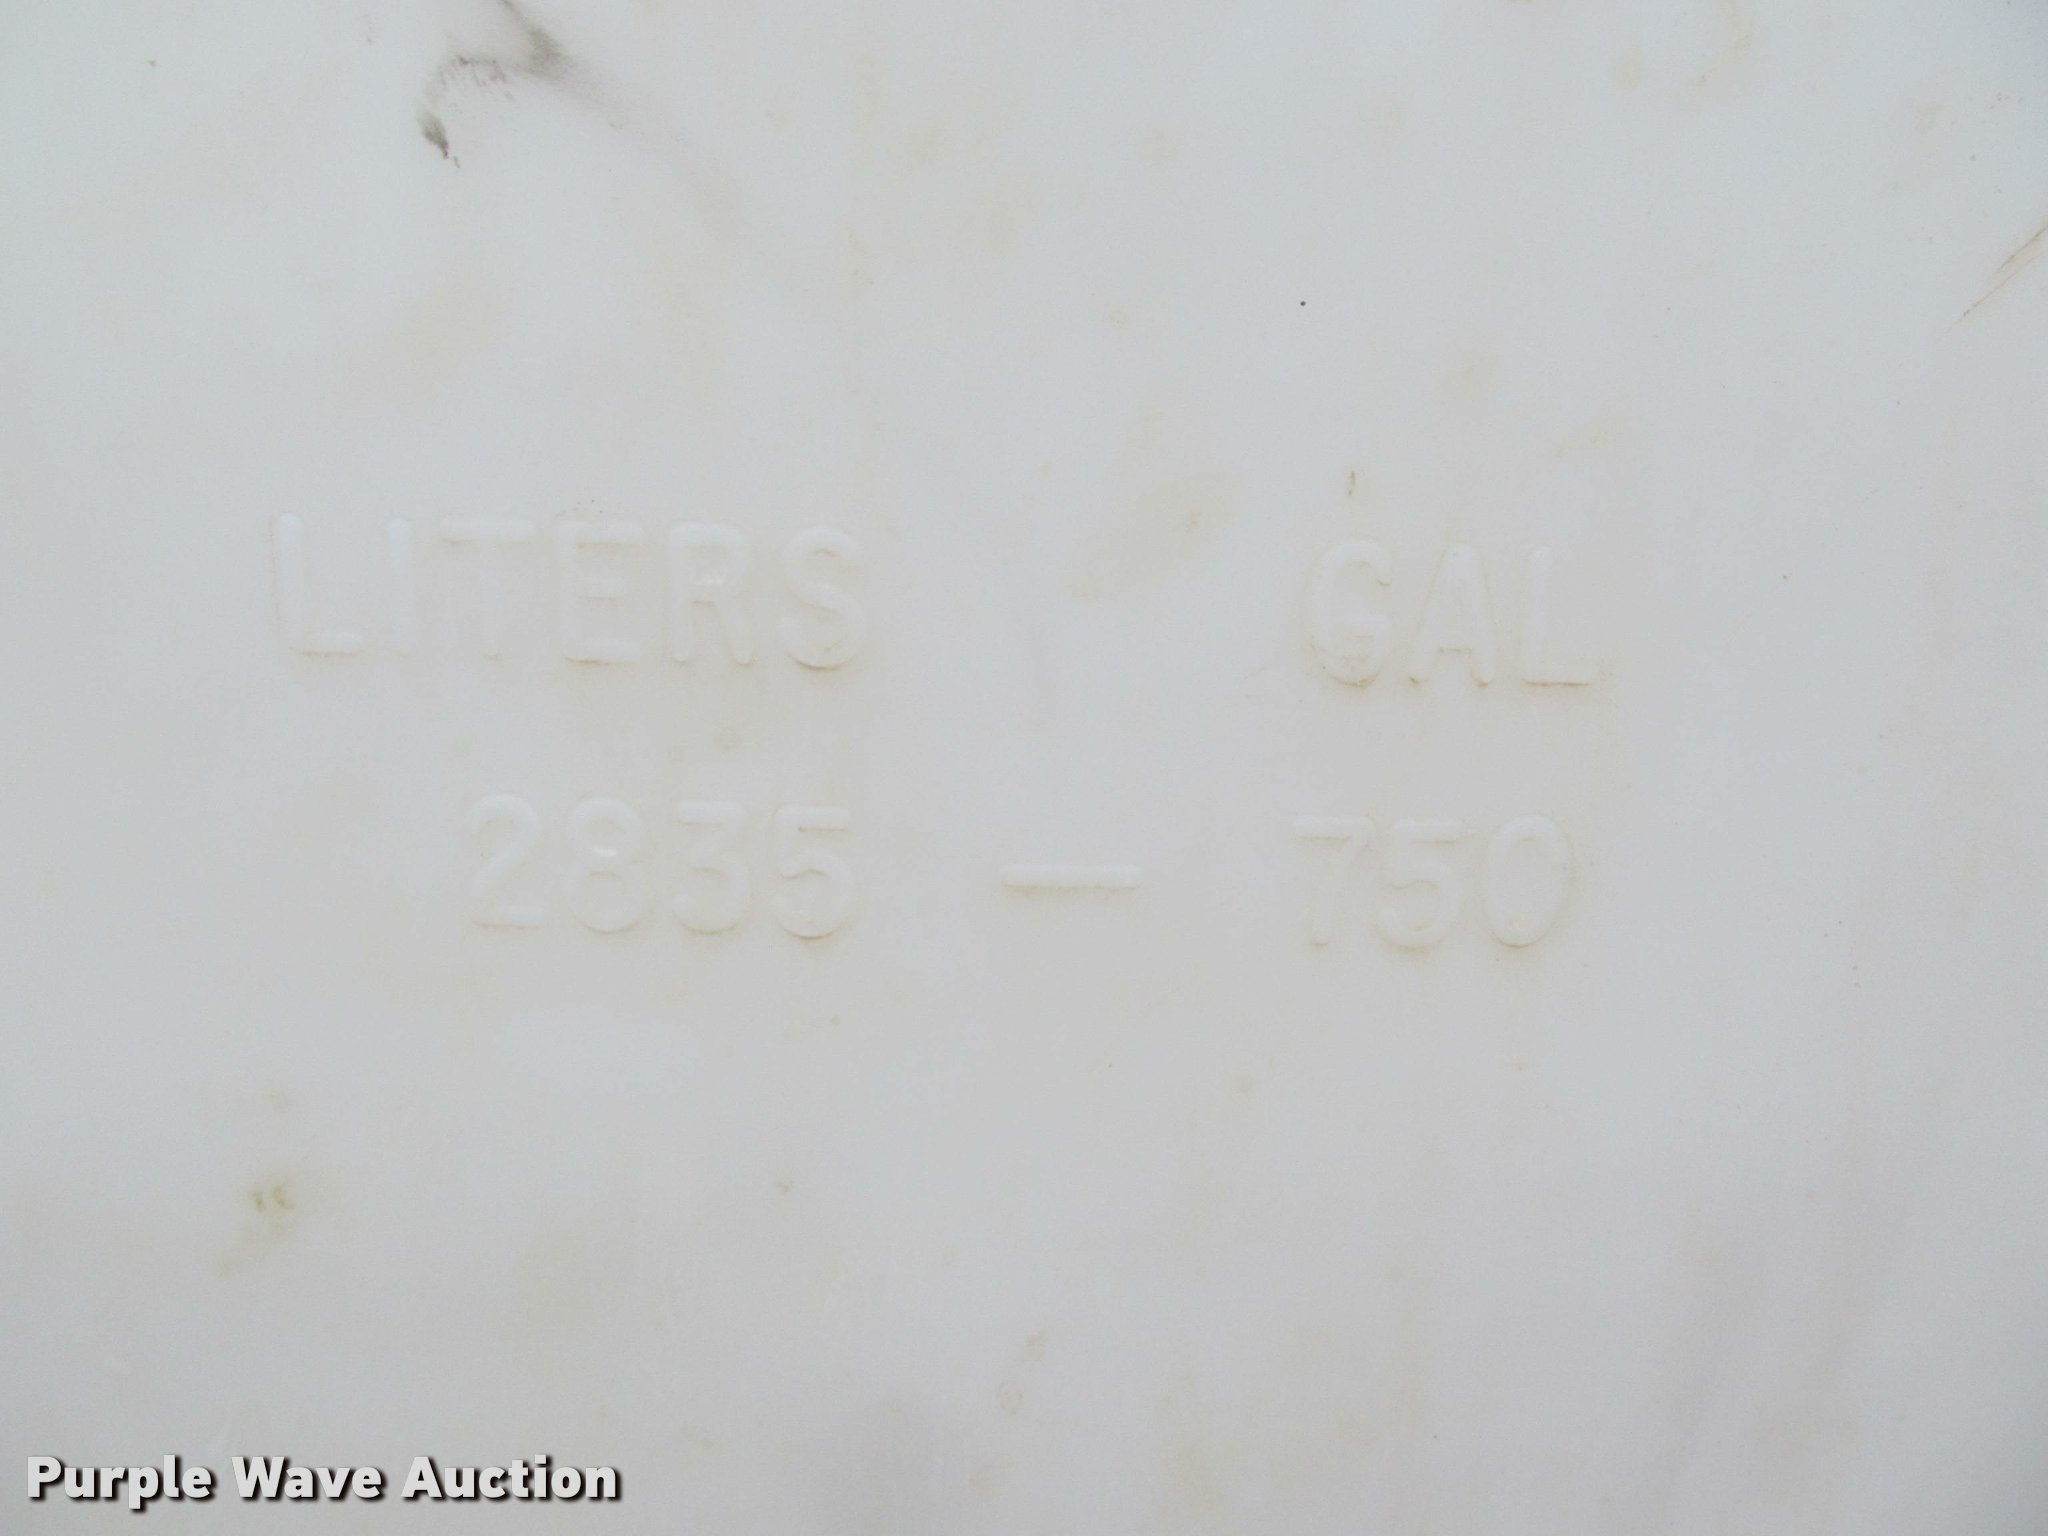 LITERS GAL
2835 — 750
Purple Wave Auction